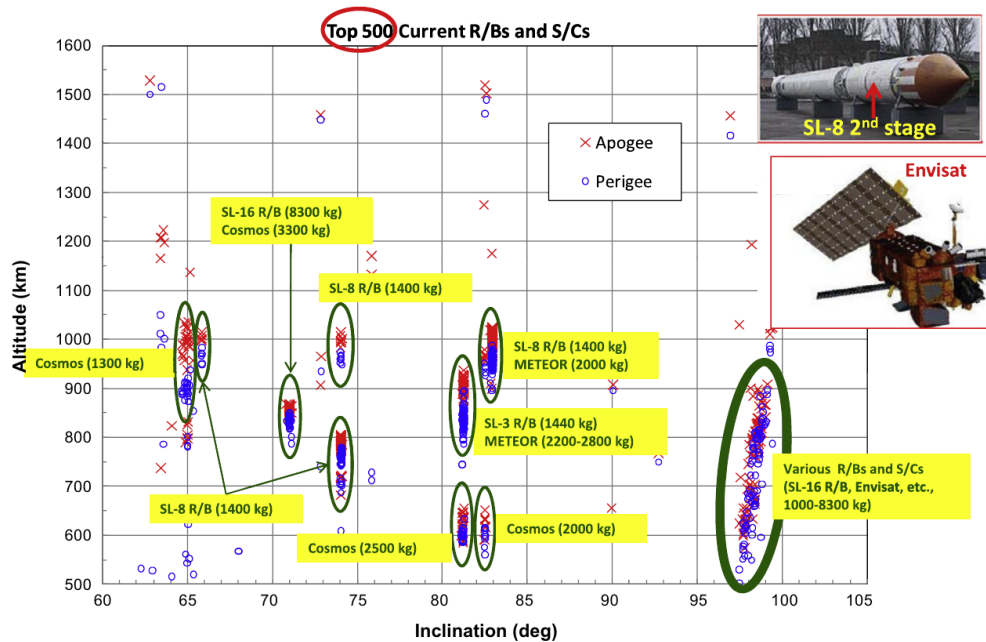 Top 500 Current R/Bs and S/Cs
1600
1500
1400
1300
1200
1100
1000
900
800
700
600
500
60
65
70
75
80
85
90
95
100
105
Altitude (km)
Inclination (deg)
Apogee
Perigee
SL-8 2nd stage
Envisat
SL-16 R/B (8300 kg)
Cosmos (3300 kg)
SL-8 R/B (1400 kg)
Cosmos (1300 kg)
SL-8 R/B (1400 kg)
METEOR (2000 kg)
SL-3 R/B (1440 kg)
METEOR (2200-2800 kg)
SL-8 R/B (1400 kg)
Cosmos (2500 kg)
Cosmos (2000 kg)
Various R/Bs and S/Cs
(SL-16 R/B, Envisat, etc.,
1000-8300 kg)